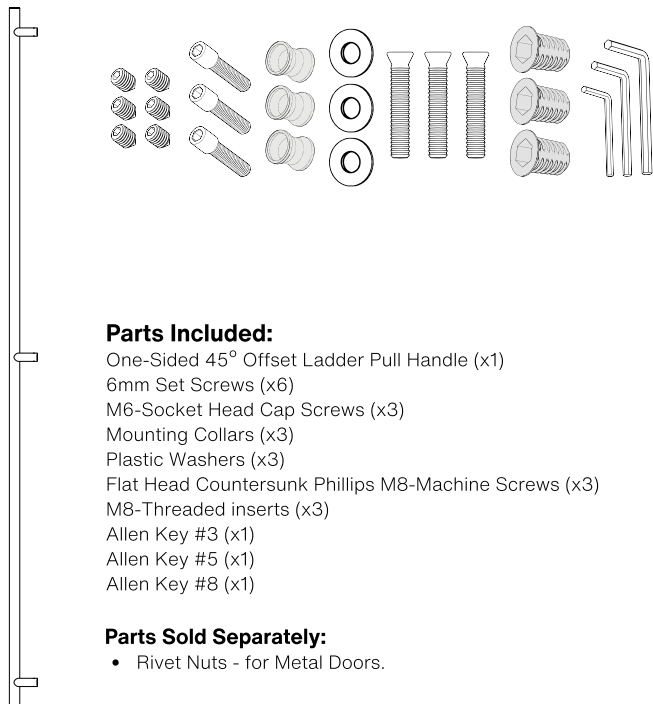 Parts Included:
One-Sided 45° Offset Ladder Pull Handle (x1)
6mm Set Screws (x6)
M6-Socket Head Cap Screws (x3)
Mounting Collars (x3)
Plastic Washers (x3)
Flat Head Countersunk Phillips M8-Machine Screws (x3)
M8-Threaded inserts (x3)
Allen Key #3 (x1)
Allen Key #5 (x1)
Allen Key #8 (x1)
Parts Sold Separately:
• Rivet Nuts - for Metal Doors.